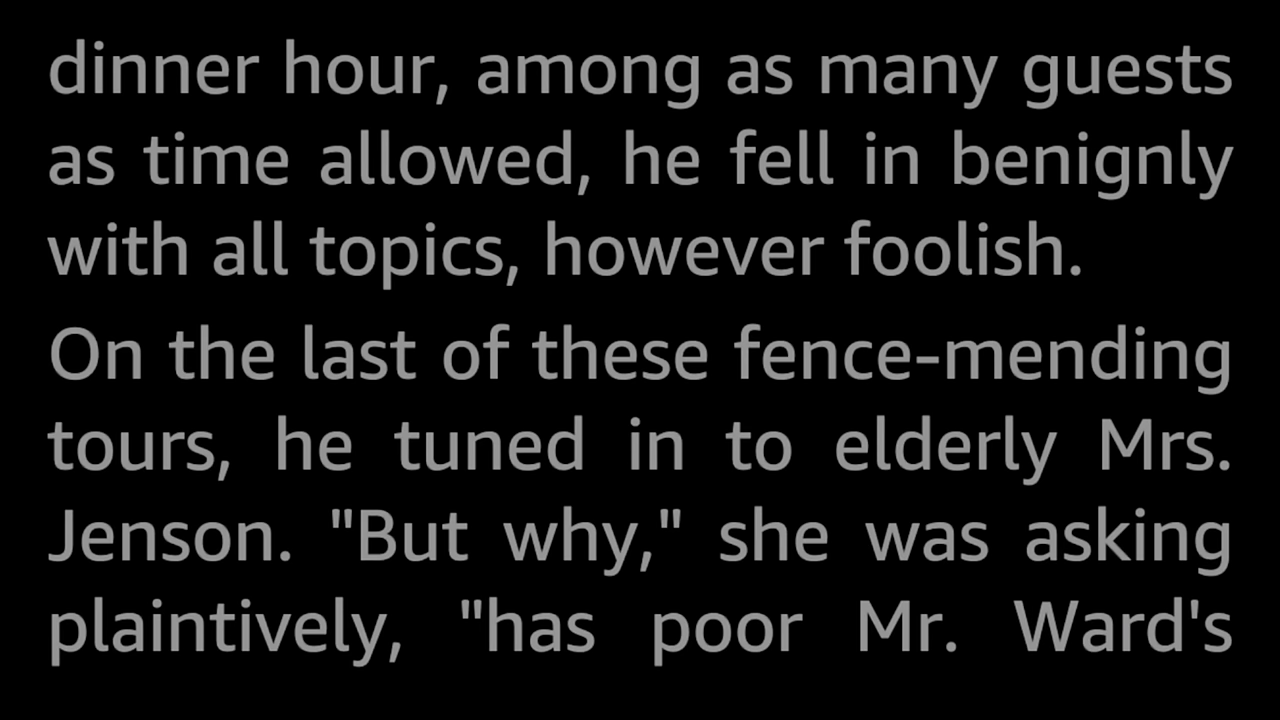 dinner hour, among as many guests
as time allowed, he fell in benignly
with all topics, however foolish.
On the last of these fence-mending
tours, he tuned in to elderly Mrs.
Jenson. "But why," she was asking
plaintively, "has poor Mr. Ward's